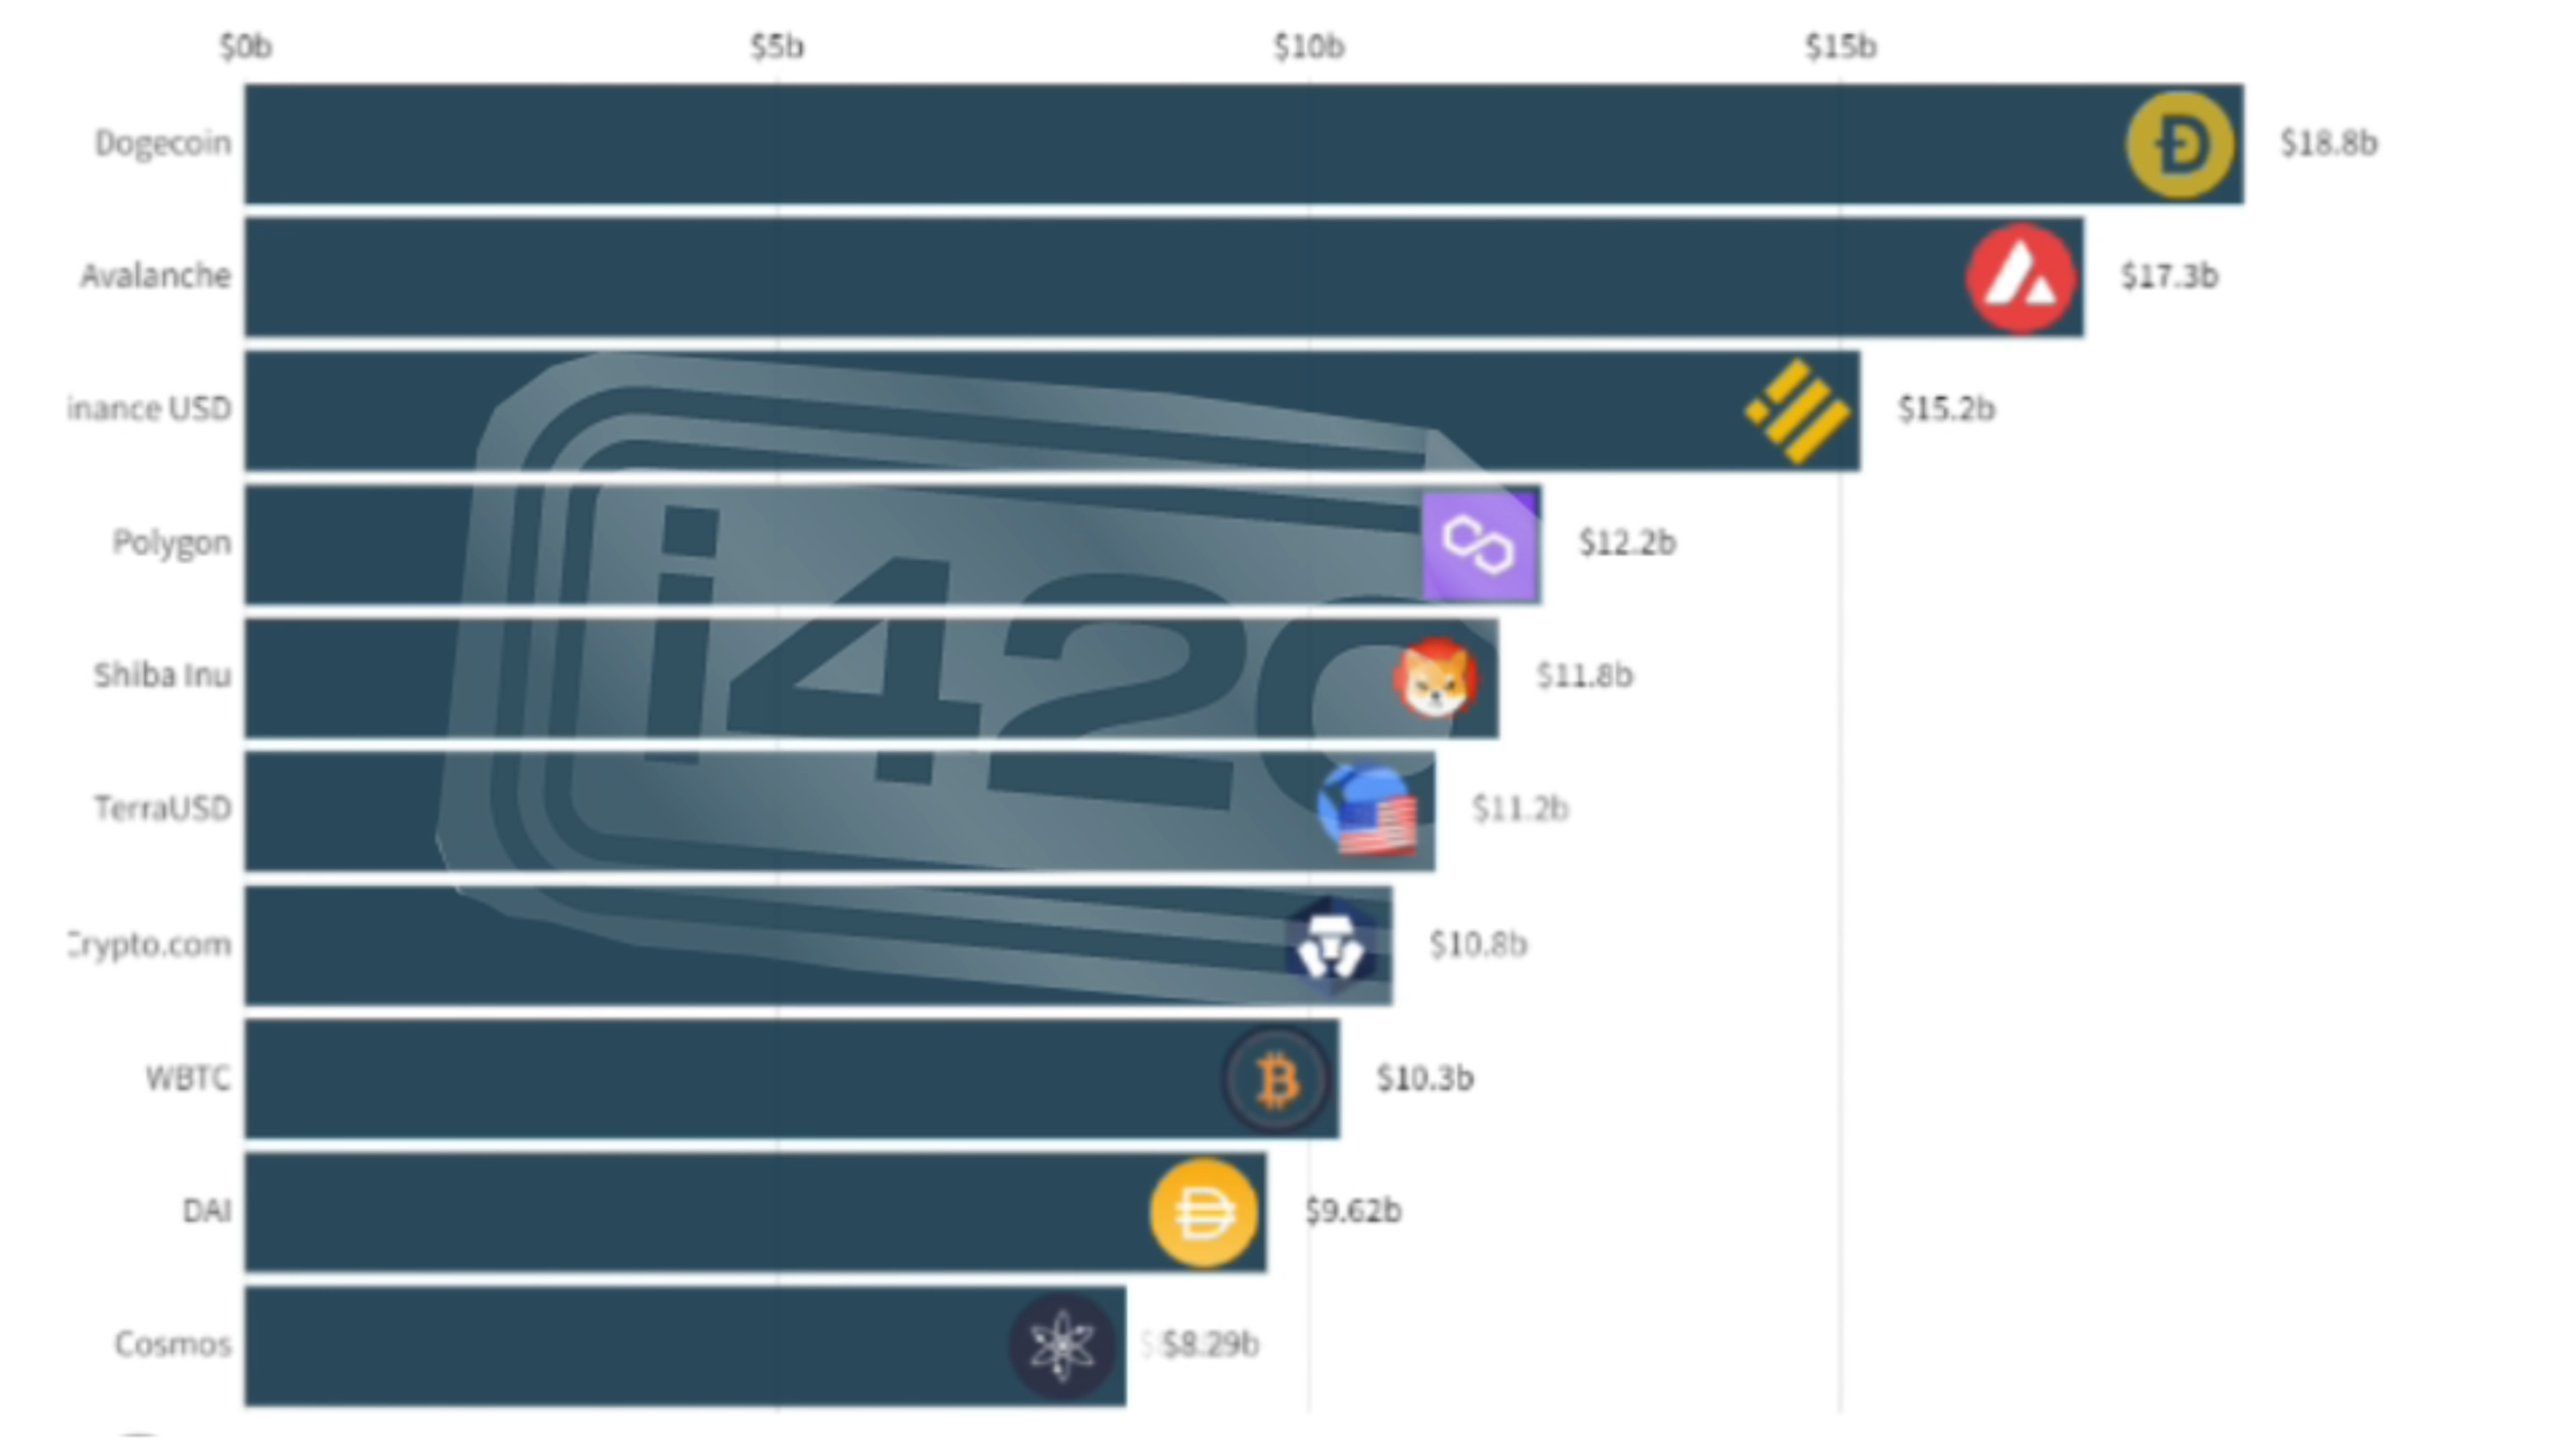 $0b $5b $10b $15b
Dogecoin $18.8b
Avalanche $17.3b
inance USD $15.2b
Polygon $12.2b
Shiba Inu $11.8b
i420
TerraUSD $11.2b
Crypto.com $10.8b
WBTC $10.3b
DAI $9.62b
Cosmos $8.29b